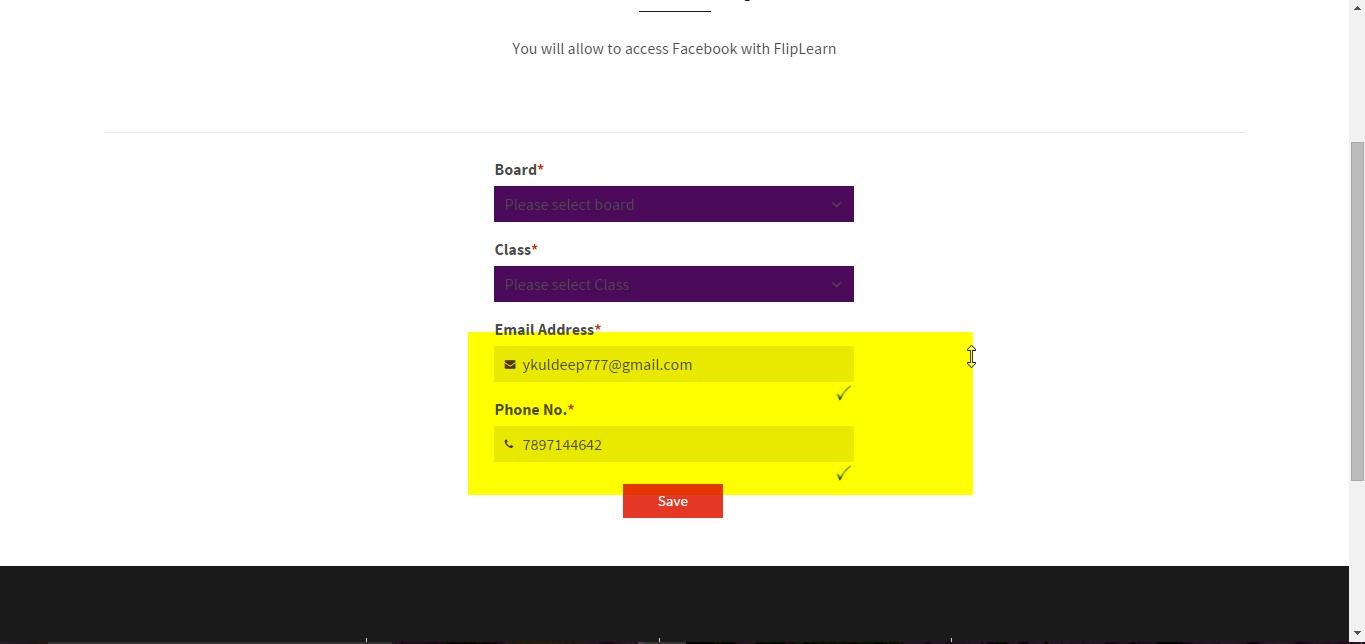 You will allow to access Facebook with FlipLearn
Board*
Please select board
Class*
Please select Class
Email Address*
ykuldeep777@gmail.com
Phone No.*
7897144642
Save